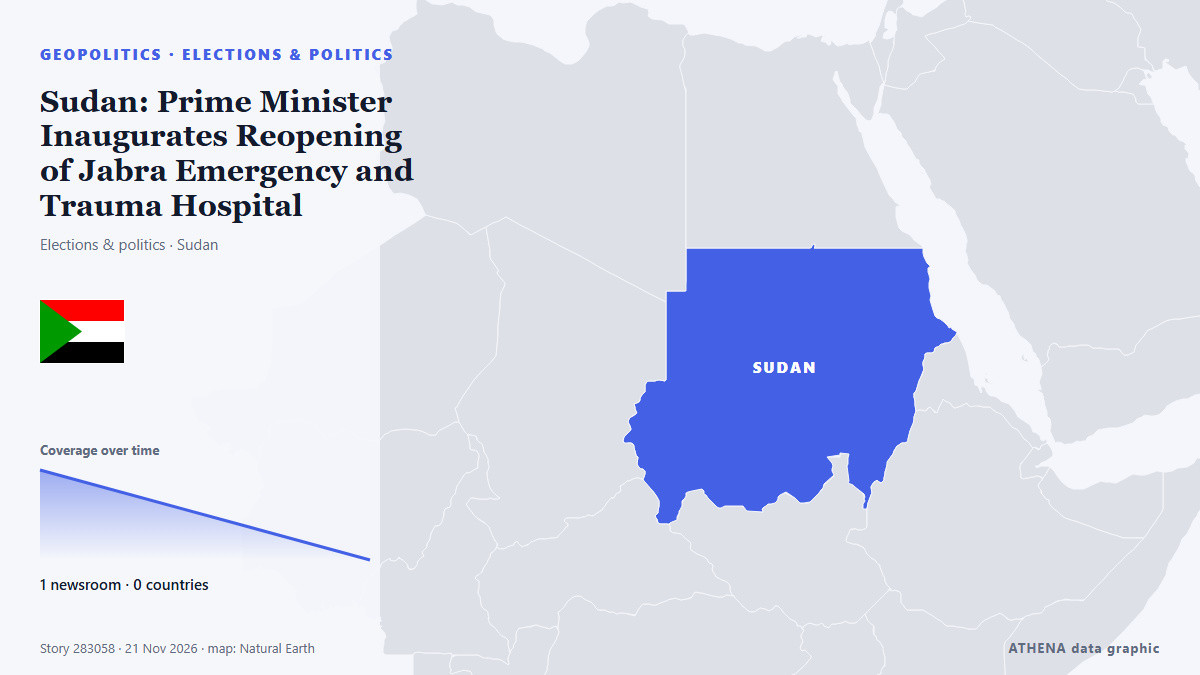 GEOPOLITICS · ELECTIONS & POLITICS
Sudan: Prime Minister
Inaugurates Reopening
of Jabra Emergency and
Trauma Hospital
Elections & politics · Sudan
SUDAN
Coverage over time
1 newsroom · 0 countries
Story 283058 · 21 Nov 2026 · map: Natural Earth
ATHENA data graphic